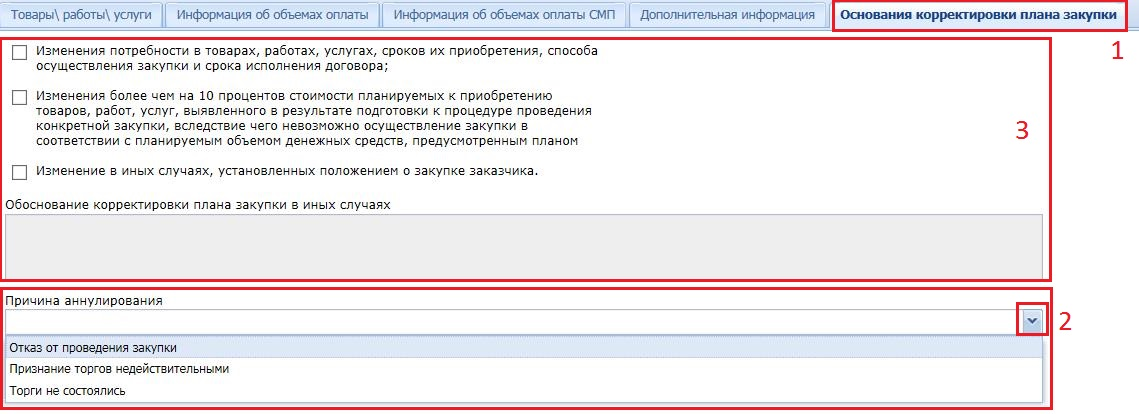 Товары\ работы\ услуги Информация об объемах оплаты Информация об объемах оплаты СМП Дополнительная информация Основания корректировки плана закупки
1
Изменения потребности в товарах, работах, услугах, сроков их приобретения, способа
осуществления закупки и срока исполнения договора;
Изменения более чем на 10 процентов стоимости планируемых к приобретению
товаров, работ, услуг, выявленного в результате подготовки к процедуре проведения
конкретной закупки, вследствие чего невозможно осуществление закупки в
соответствии с планируемым объемом денежных средств, предусмотренным планом
3
Изменение в иных случаях, установленных положением о закупке заказчика.
Обоснование корректировки плана закупки в иных случаях
Причина аннулирования
2
Отказ от проведения закупки
Признание торгов недействительными
Торги не состоялись